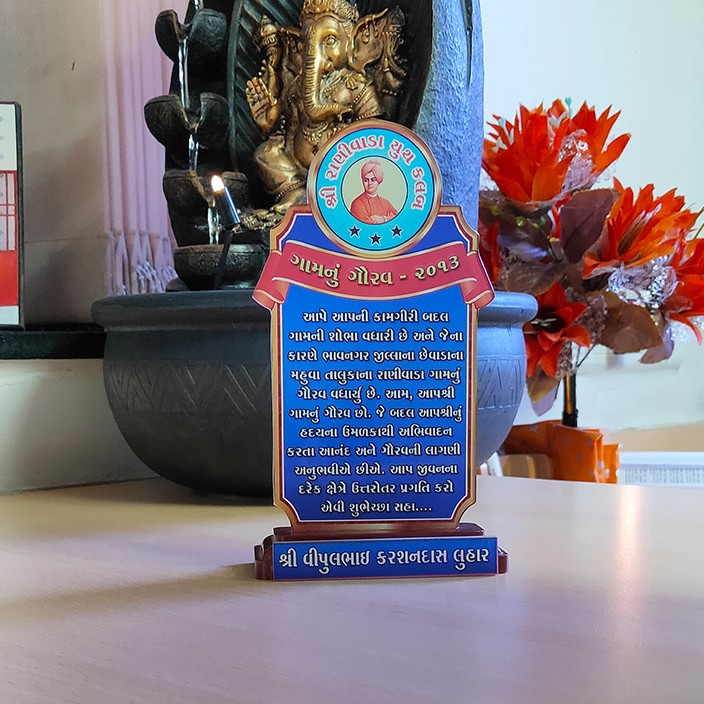 શ્રી રાણીવાડા યુથ કલબ
ગામનું ગૌરવ - ૨૦૧૩
આપે આપની કામગીરી બદલ
ગામની શોભા વધારી છે અને જેના
કારણે ભાવનગર જીલ્લાના છેવાડાના
મહુવા તાલુકાના રાણીવાડા ગામનું
ગૌરવ વધાર્યુ છે. આમ, આપશ્રી
ગામનું ગૌરવ છો. જે બદલ આપશ્રીનું
હદયના ઉમળકાથી અભિવાદન
કરતા આનંદ અને ગૌરવની લાગણી
અનુભવીએ છીએ. આપ જીવનના
દરેક ક્ષેત્રે ઉત્તરોતર પ્રગતિ કરો
એવી શુભેચ્છા સહા....
શ્રી વીપુલભાઇ કરશનદાસ લુહાર